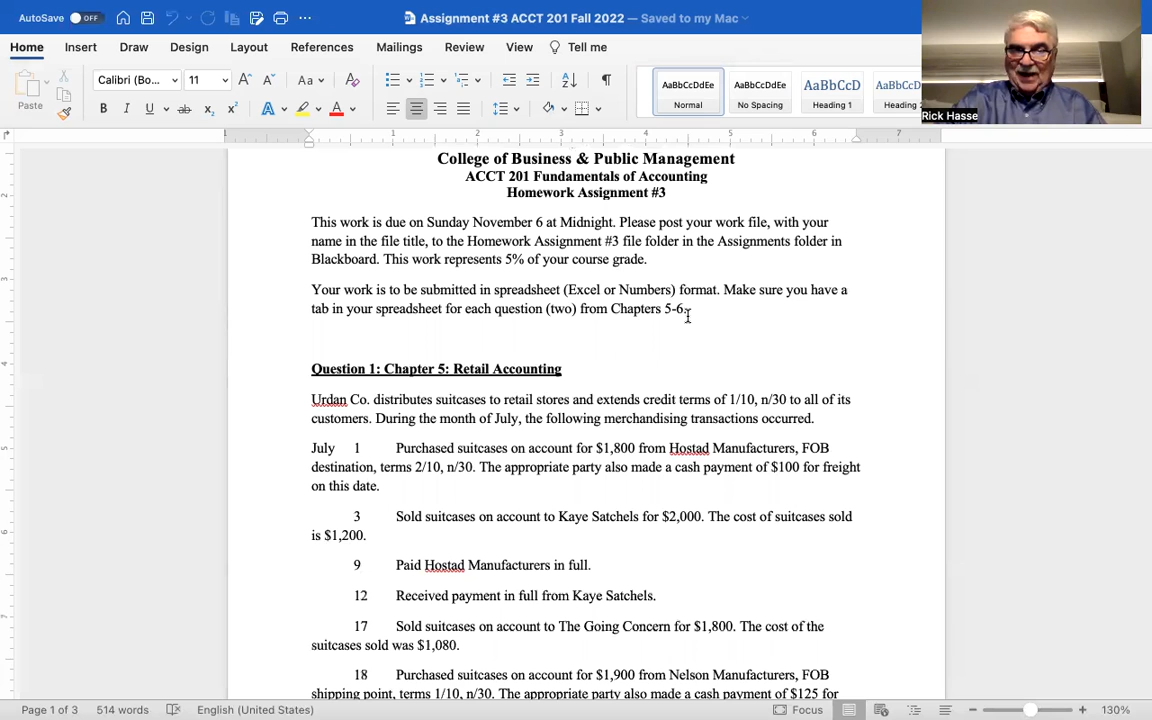 AutoSave OFF
Assignment #3 ACCT 201 Fall 2022 — Saved to my Mac
Home Insert Draw Design Layout References Mailings Review View Tell me
Paste
Calibri (Bo... 11
AaBbCcDdEe AaBbCcDdEe AaBbCcD AaBbCcD
Normal No Spacing Heading 1 Heading 2
Rick Hasse
College of Business & Public Management
ACCT 201 Fundamentals of Accounting
Homework Assignment #3
This work is due on Sunday November 6 at Midnight. Please post your work file, with your
name in the file title, to the Homework Assignment #3 file folder in the Assignments folder in
Blackboard. This work represents 5% of your course grade.
Your work is to be submitted in spreadsheet (Excel or Numbers) format. Make sure you have a
tab in your spreadsheet for each question (two) from Chapters 5-6.
Question 1: Chapter 5: Retail Accounting
Urdan Co. distributes suitcases to retail stores and extends credit terms of 1/10, n/30 to all of its
customers. During the month of July, the following merchandising transactions occurred.
July 1 Purchased suitcases on account for $1,800 from Hostad Manufacturers, FOB
destination, terms 2/10, n/30. The appropriate party also made a cash payment of $100 for freight
on this date.
3 Sold suitcases on account to Kaye Satchels for $2,000. The cost of suitcases sold
is $1,200.
9 Paid Hostad Manufacturers in full.
12 Received payment in full from Kaye Satchels.
17 Sold suitcases on account to The Going Concern for $1,800. The cost of the
suitcases sold was $1,080.
18 Purchased suitcases on account for $1,900 from Nelson Manufacturers, FOB
shipping point, terms 1/10, n/30. The appropriate party also made a cash payment of $125 for
Page 1 of 3 514 words English (United States) Focus 130%